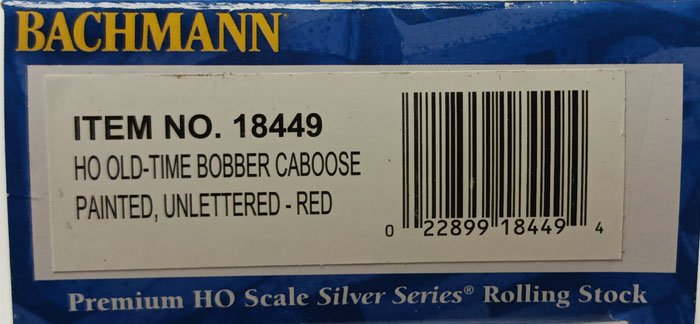 BACHMANN
ITEM NO. 18449
HO OLD-TIME BOBBER CABOOSE
PAINTED, UNLETTERED - RED
0 22899 18449 4
Premium HO Scale Silver Series® Rolling Stock